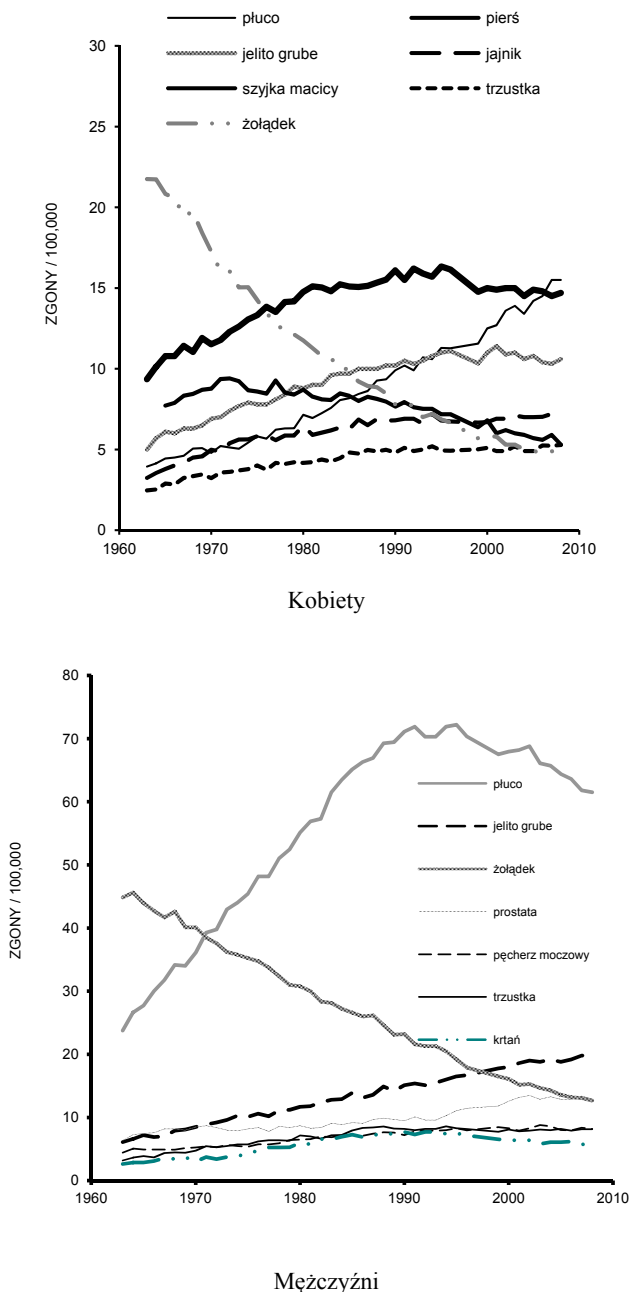 płuco
pierś
jelito grube
jajnik
szyjka macicy
trzustka
żołądek
ZGONY / 100,000
30
25
20
15
10
5
0
1960 1970 1980 1990 2000 2010
Kobiety
ZGONY / 100,000
80
70
60
50
40
30
20
10
0
płuco
jelito grube
żołądek
prostata
pęcherz moczowy
trzustka
krtań
1960 1970 1980 1990 2000 2010
Mężczyźni